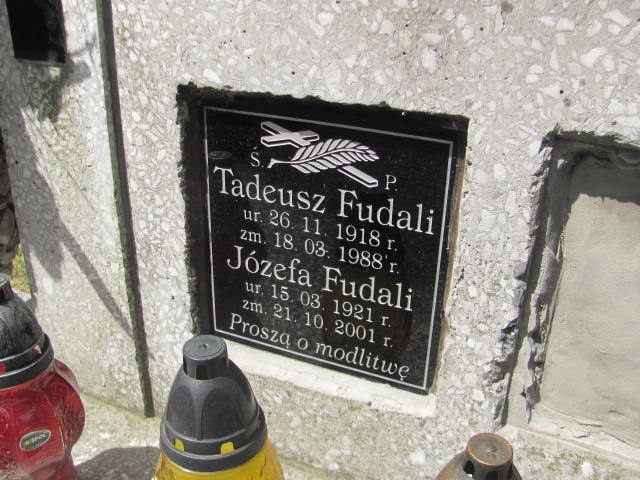 S. P.
Tadeusz Fudali
ur. 26. 11. 1918 r.
zm. 18. 03. 1988 r.
Józefa Fudali
ur. 15. 03. 1921 r.
zm. 21. 10. 2001 r.
Proszą o modlitwę